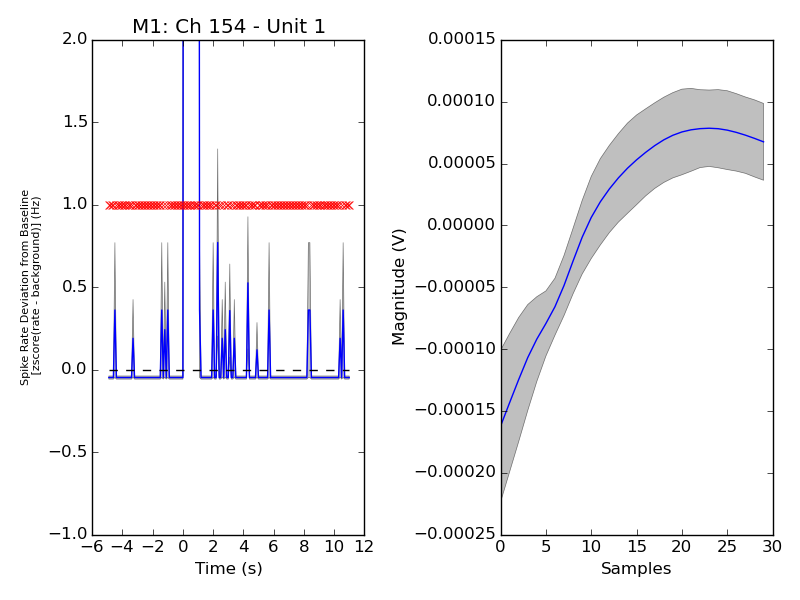 M1: Ch 154 - Unit 1
2.0
1.5
1.0
0.5
0.0
−0.5
−1.0
−6 −4 −2 0 2 4 6 8 10 12
Time (s)
Spike Rate Deviation from Baseline
[zscore(rate - background)] (Hz)
0.00015
0.00010
0.00005
0.00000
−0.00005
−0.00010
−0.00015
−0.00020
−0.00025
0 5 10 15 20 25 30
Samples
Magnitude (V)